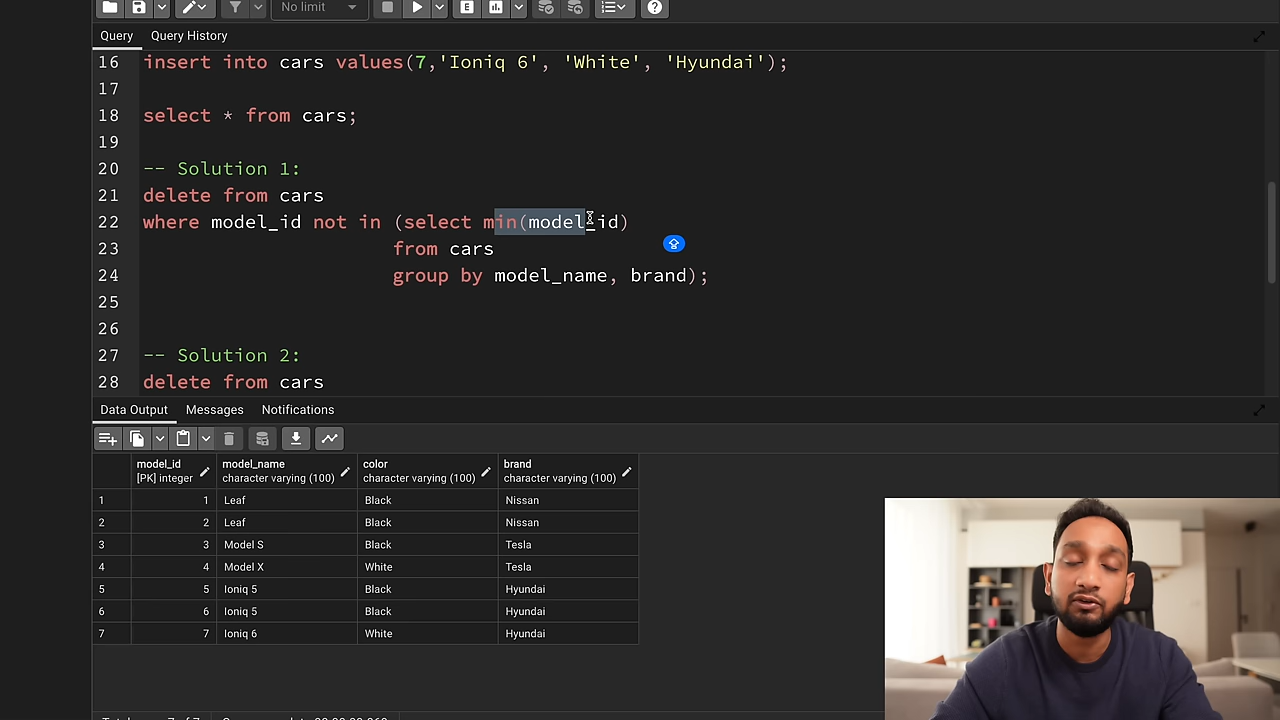 No limit
E
Query Query History
16 insert into cars values(7,'Ioniq 6', 'White', 'Hyundai');
17
18 select * from cars;
19
20 -- Solution 1:
21 delete from cars
22 where model_id not in (select min(model_id)
23 from cars
24 group by model_name, brand);
25
26
27 -- Solution 2:
28 delete from cars
Data Output Messages Notifications
model_id model_name color brand
[PK] integer character varying (100) character varying (100) character varying (100)
1 1 Leaf Black Nissan
2 2 Leaf Black Nissan
3 3 Model S Black Tesla
4 4 Model X White Tesla
5 5 Ioniq 5 Black Hyundai
6 6 Ioniq 5 Black Hyundai
7 7 Ioniq 6 White Hyundai